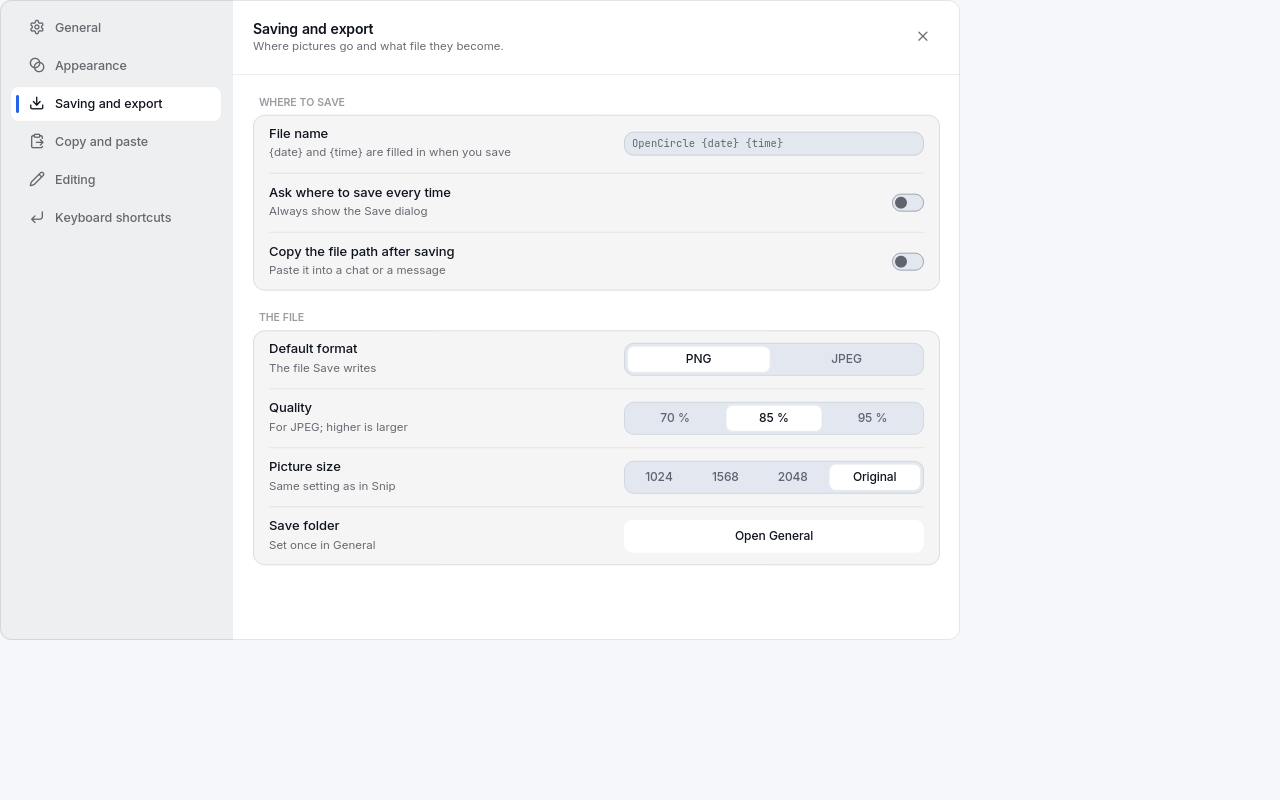 General
Appearance
Saving and export
Copy and paste
Editing
Keyboard shortcuts
Saving and export
Where pictures go and what file they become.
WHERE TO SAVE
File name
{date} and {time} are filled in when you save
OpenCircle {date} {time}
Ask where to save every time
Always show the Save dialog
Copy the file path after saving
Paste it into a chat or a message
THE FILE
Default format
The file Save writes
PNG JPEG
Quality
For JPEG; higher is larger
70 % 85 % 95 %
Picture size
Same setting as in Snip
1024 1568 2048 Original
Save folder
Set once in General
Open General